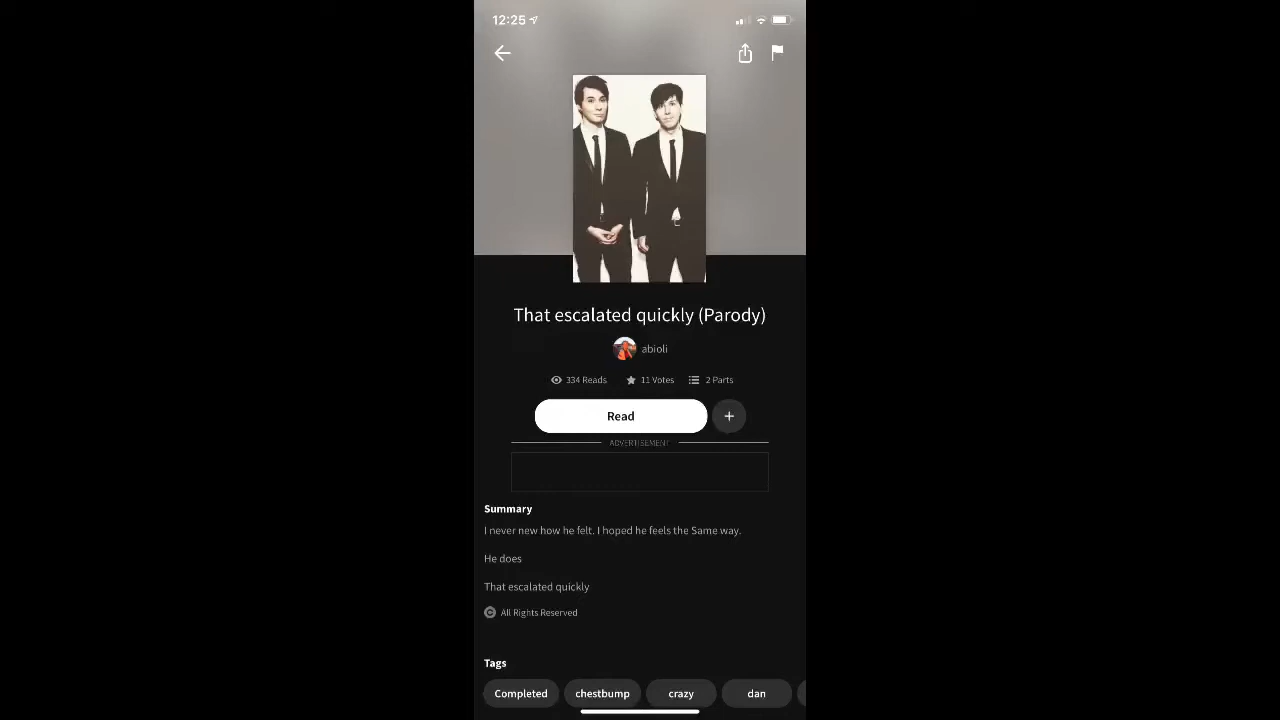 12:25
That escalated quickly (Parody)
abioli
334 Reads 11 Votes 2 Parts
Read +
ADVERTISEMENT
Summary
I never new how he felt. I hoped he feels the Same way.
He does
That escalated quickly
All Rights Reserved
Tags
Completed chestbump crazy dan